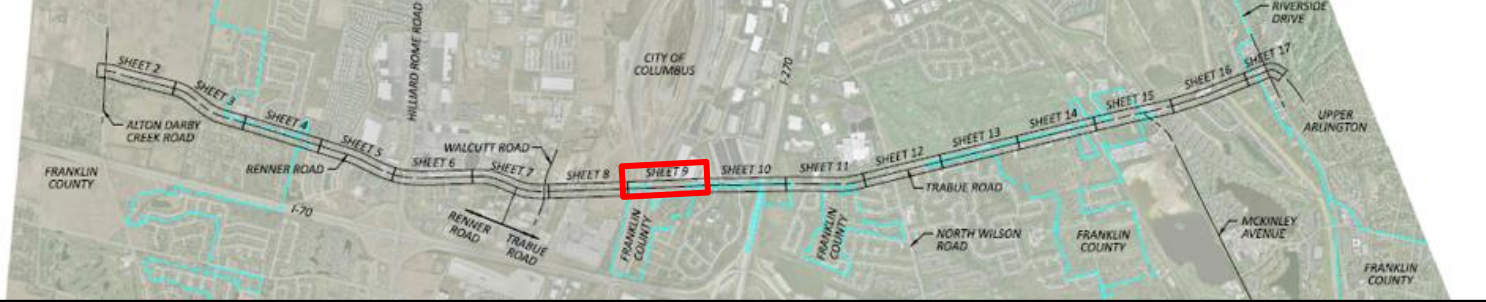 RIVERSIDE
DRIVE
HILLIARD ROME ROAD
CITY OF
COLUMBUS
I-270
SHEET 2
SHEET 3
SHEET 4
SHEET 5
SHEET 6
SHEET 7
SHEET 8
SHEET 9
SHEET 10
SHEET 11
SHEET 12
SHEET 13
SHEET 14
SHEET 15
SHEET 16
SHEET 17
ALTON DARBY
CREEK ROAD
WALCUTT ROAD
UPPER
ARLINGTON
FRANKLIN
COUNTY
RENNER ROAD
TRABUE ROAD
I-70
RENNER
ROAD
TRABUE
ROAD
FRANKLIN
COUNTY
FRANKLIN
COUNTY
NORTH WILSON
ROAD
FRANKLIN
COUNTY
MCKINLEY
AVENUE
FRANKLIN
COUNTY